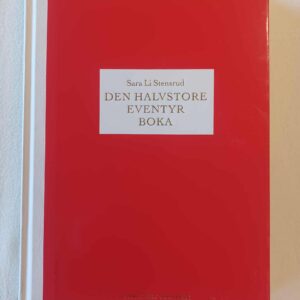 Sara Li Stensrud
DEN HALVSTORE
EVENTYR
BOKA